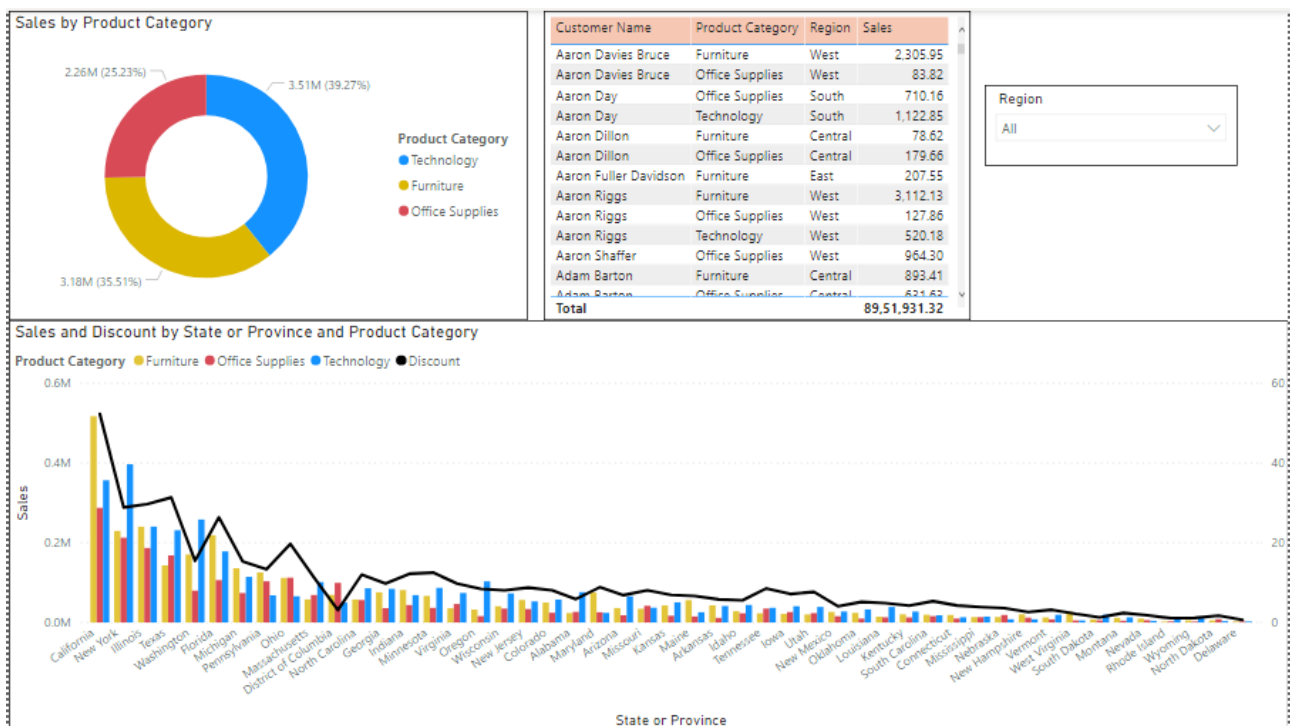 Sales by Product Category
2.26M (25.23%)
3.51M (39.27%)
3.18M (35.51%)
Product Category
Technology
Furniture
Office Supplies
Customer Name Product Category Region Sales
Aaron Davies Bruce Furniture West 2,305.95
Aaron Davies Bruce Office Supplies West 83.82
Aaron Day Office Supplies South 710.16
Aaron Day Technology South 1,122.85
Aaron Dillon Furniture Central 78.62
Aaron Dillon Office Supplies Central 179.66
Aaron Fuller Davidson Furniture East 207.55
Aaron Riggs Furniture West 3,112.13
Aaron Riggs Office Supplies West 127.86
Aaron Riggs Technology West 520.18
Aaron Shaffer Office Supplies West 964.30
Adam Barton Furniture Central 893.41
Adam Barton Office Supplies Central 631.63
Total 89,51,931.32
Region
All
Sales and Discount by State or Province and Product Category
Product Category Furniture Office Supplies Technology Discount
0.6M 60
0.4M 40
0.2M 20
0.0M 0
Sales
California
New York
Illinois
Texas
Washington
Florida
Michigan
Pennsylvania
Ohio
Massachusetts
District of Columbia
North Carolina
Georgia
Indiana
Minnesota
Virginia
Oregon
Wisconsin
New Jersey
Colorado
Alabama
Maryland
Arizona
Missouri
Kansas
Maine
Arkansas
Idaho
Tennessee
Iowa
Utah
New Mexico
Oklahoma
Louisiana
Kentucky
South Carolina
Connecticut
Mississippi
Nebraska
New Hampshire
Vermont
West Virginia
South Dakota
Montana
Nevada
Rhode Island
Wyoming
North Dakota
Delaware
State or Province